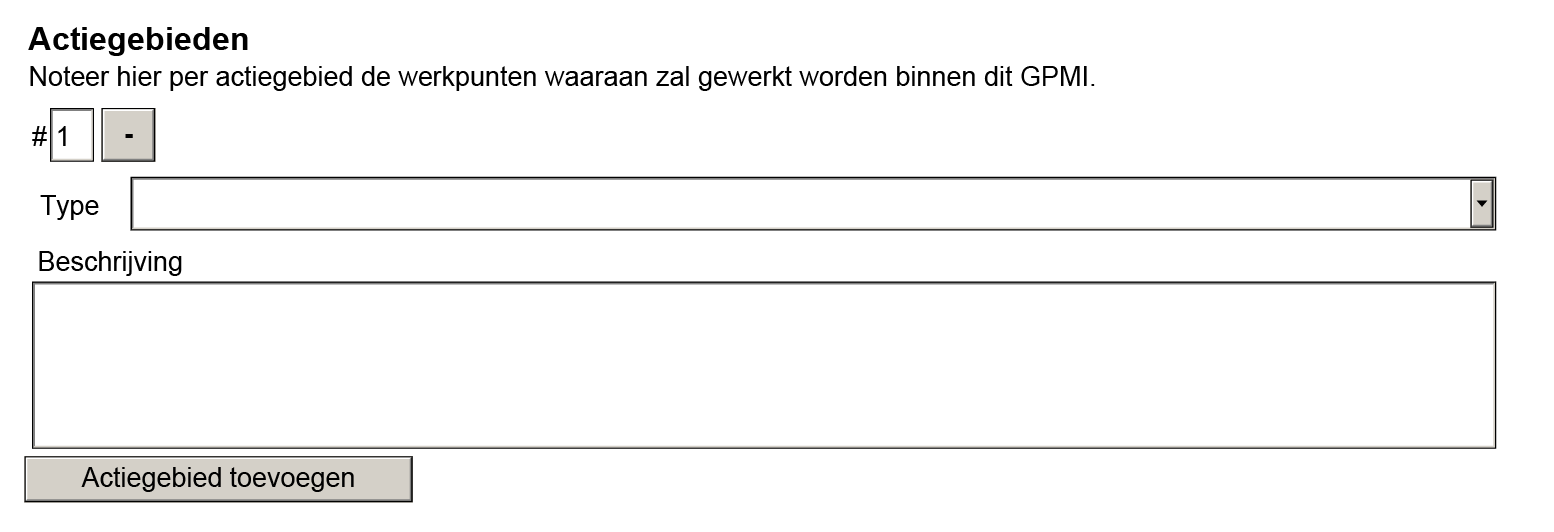 Actiegebieden
Noteer hier per actiegebied de werkpunten waaraan zal gewerkt worden binnen dit GPMI.
# 1 -
Type
Beschrijving
Actiegebied toevoegen